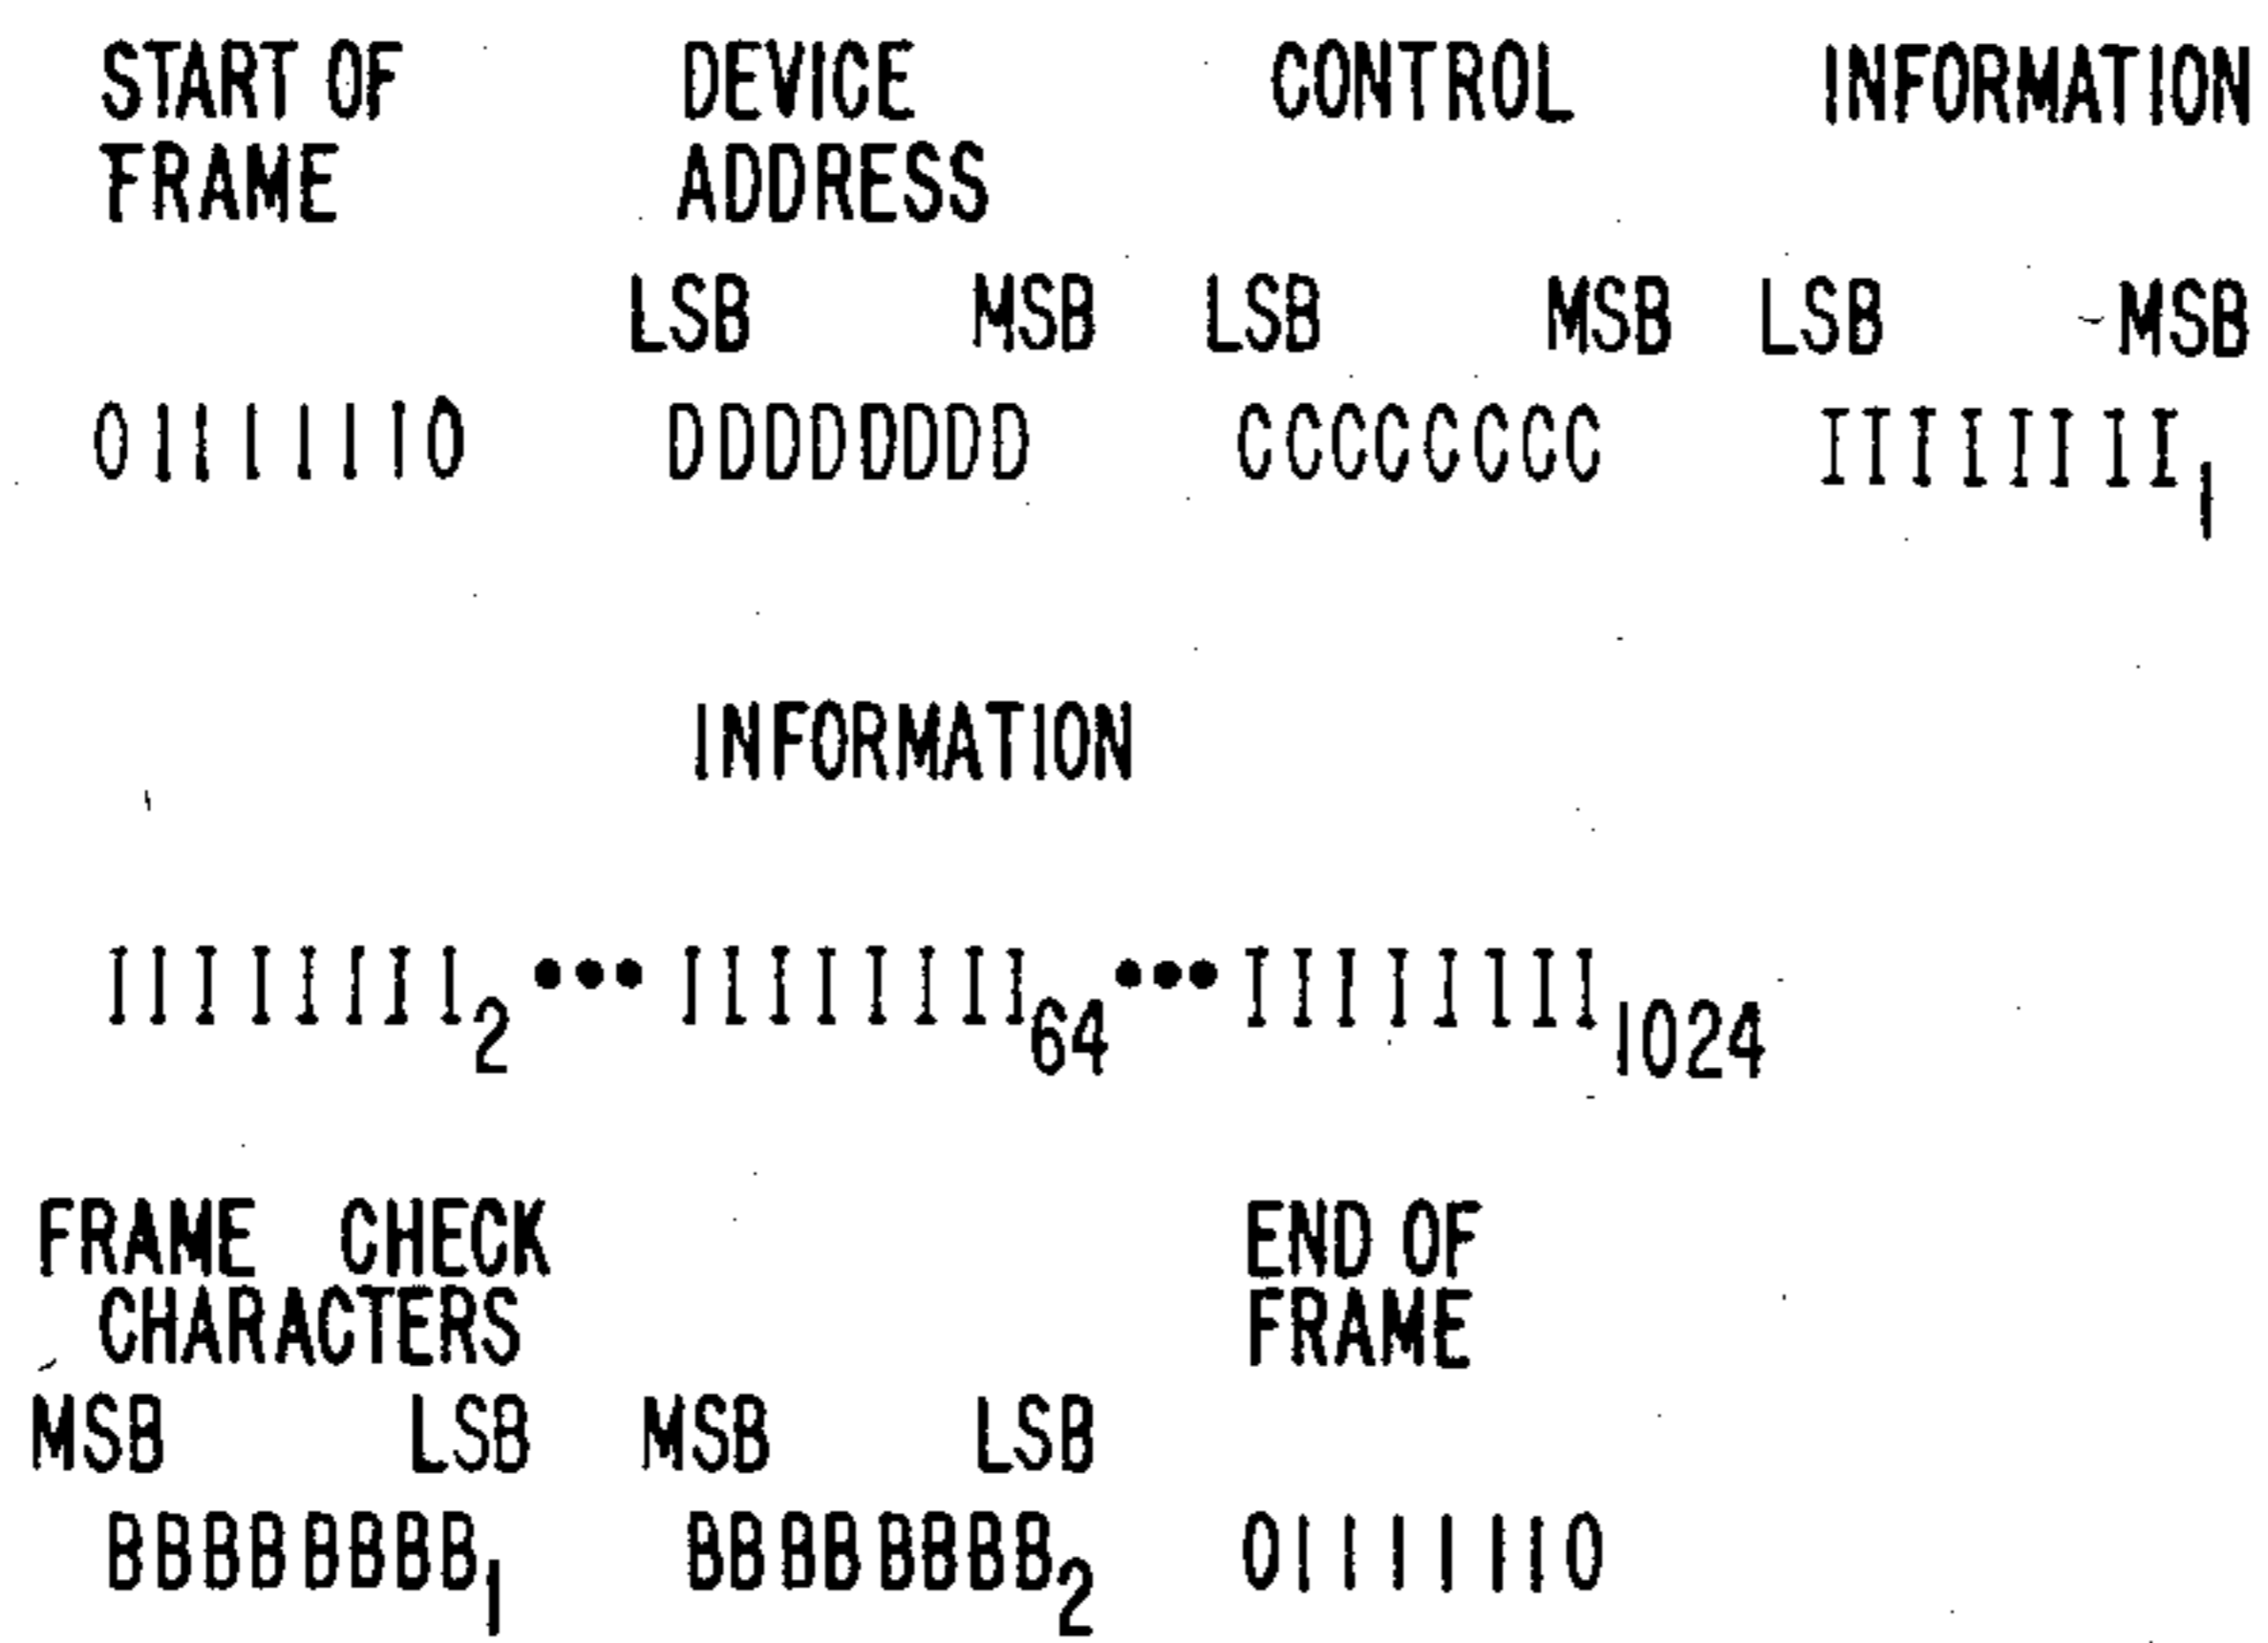 START OF DEVICE CONTROL INFORMATION
FRAME ADDRESS
LSB MSB LSB MSB LSB MSB
01111110 DDDDDDDD CCCCCCCC IIIIIIII1
INFORMATION
IIIIIIII2 ••• IIIIIIII64 ••• IIIIIIII1024
FRAME CHECK END OF
CHARACTERS FRAME
MSB LSB MSB LSB
BBBBBBBB1 BBBBBBBB2 01111110